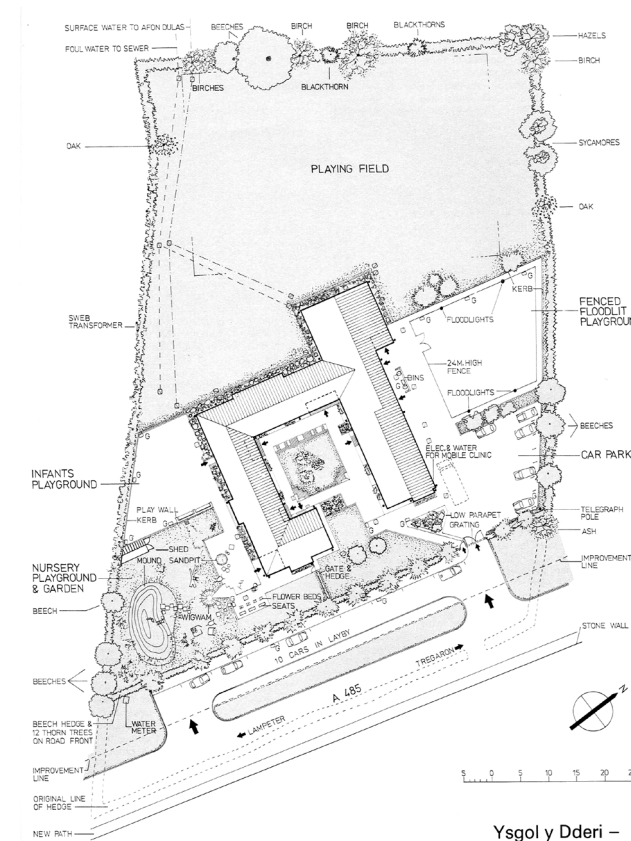 SURFACE WATER TO AFON DULAS
BEECHES
BIRCH
BIRCH
BLACKTHORNS
FOUL WATER TO SEWER
HAZELS
BIRCH
BIRCHES
BLACKTHORN
OAK
SYCAMORES
PLAYING FIELD
OAK
SWEB
TRANSFORMER
KERB
G
FENCED
FLOODLIT
G
FLOODLIGHTS
G
24M. HIGH
FENCE
BINS
FLOODLIGHTS
G
G
BEECHES
ELEC. & WATER
FOR MOBILE CLINIC
CAR PARK
INFANTS
PLAYGROUND
G
PLAY WALL
KERB
G
LOW PARAPET
GRATING
TELEGRAPH
POLE
ASH
SHED
MOUND
SANDPIT
NURSERY
PLAYGROUND
& GARDEN
GATE &
HEDGE
IMPROVEMENT
LINE
BEECH
FLOWER BEDS
SEATS
WIGWAM
STONE WALL
10 CARS IN LAYBY
TREGARON
BEECHES
A 485
LAMPETER
N
BEECH HEDGE &
12 THORN TREES
ON ROAD FRONT
WATER
METER
IMPROVEMENT
LINE
5 0 5 10 15 20
ORIGINAL LINE
OF HEDGE
NEW PATH
Ysgol y Dderi –